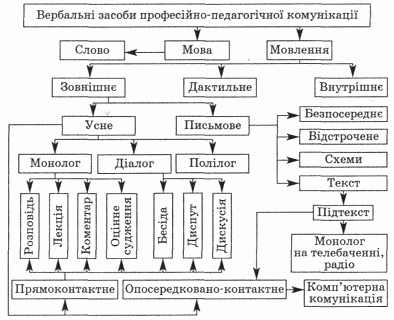 Вербальні засоби професійно-педагогічної комунікації
Слово
Мова
Мовлення
Зовнішнє
Дактильне
Внутрішнє
Усне
Письмове
Безпосереднє
Відстрочене
Схеми
Текст
Монолог
Діалог
Полілог
Розповідь
Лекція
Коментар
Оцінне
судження
Бесіда
Диспут
Дискусія
Підтекст
Монолог
на телебаченні,
радіо
Прямоконтактне
Опосередковано-контактне
Комп’ютерна
комунікація